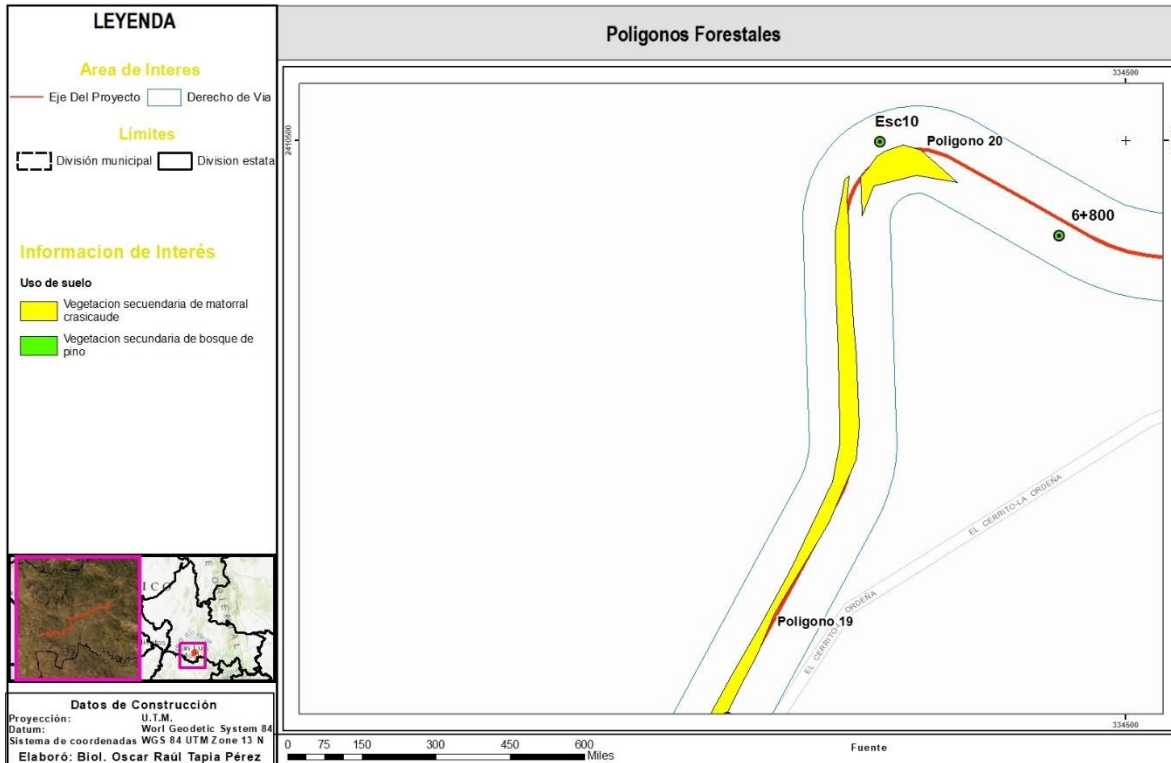 LEYENDA
Area de Interes
Eje Del Proyecto
Derecho de Via
Límites
División municipal
Division estata
Informacion de Interés
Uso de suelo
Vegetacion secuendaria de matorral
crasicaude
Vegetacion secundaria de bosque de
pino
Datos de Construcción
Proyección: U.T.M.
Datum: Worl Geodetic System 84
Sistema de coordenadas WGS 84 UTM Zone 13 N
Elaboró: Biol. Oscar Raúl Tapia Pérez
Poligonos Forestales
334500
2410500
Esc10
Poligono 20
6+800
EL CERRITO-LA ORDEÑA
EL CERRITO
ORDEÑA
Poligono 19
334500
0 75 150 300 450 600
Miles
Fuente